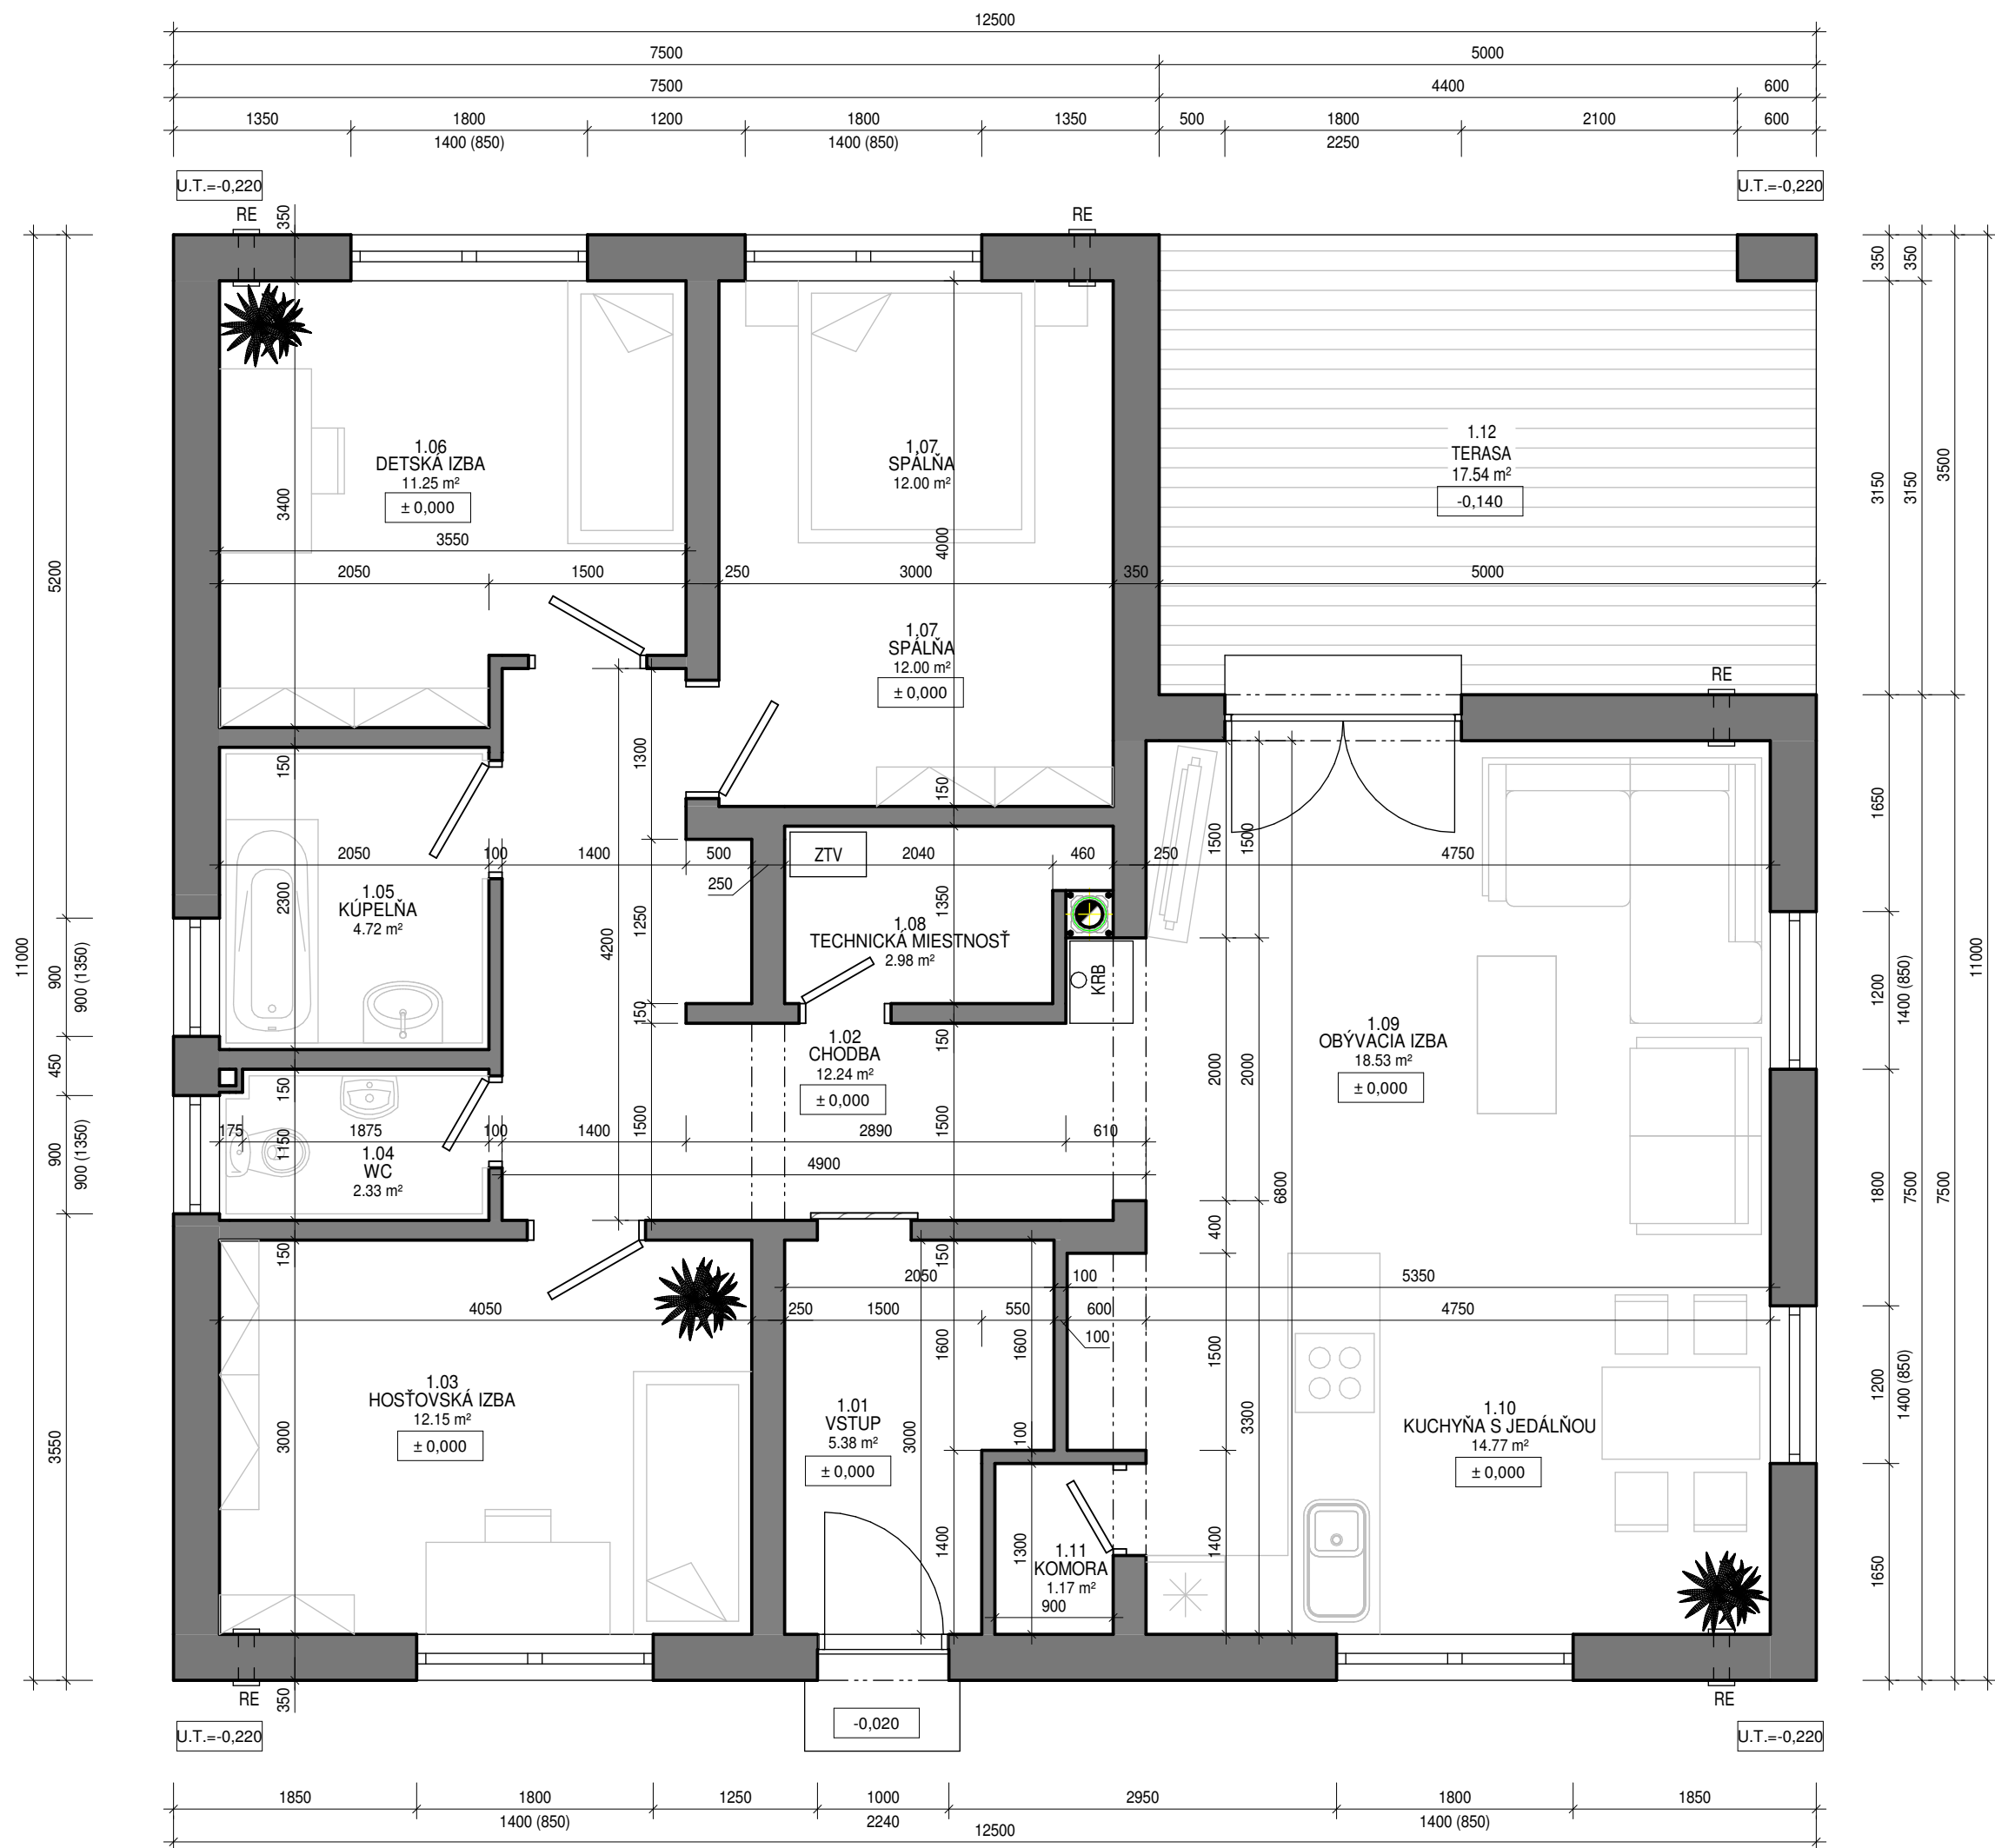 12500
7500 5000
7500 4400 600
1350 1800 1200 1800 1350 500 1800 2100 600
1400 (850) 1400 (850) 2250
U.T.=-0,220 U.T.=-0,220
RE RE
350
350 350
1.06
DETSKÁ IZBA
11.25 m²
± 0,000
1.07
SPÁLŇA
12.00 m²
1.12
TERASA
17.54 m²
-0,140
3400
4000
3150 3150 3500
3550
2050 1500 250 3000 350 5000
5200
1.07
SPÁLŇA
12.00 m²
± 0,000
RE
150
1300
150
1500 1500
1650
2050 100 1400 500 2040 460 250 4750
250
ZTV
1.05
KÚPEĽŇA
4.72 m²
2300
4200
1250
1350
1.08
TECHNICKÁ MIESTNOSŤ
2.98 m²
KRB
11000
900
900 (1350)
1200
1400 (850)
11000
150
150
1.02
CHODBA
12.24 m²
± 0,000
1.09
OBÝVACIA IZBA
18.53 m²
± 0,000
450
150
2000 2000
1500 1500
175 1875 100 1400 2890 610
1150
1.04
WC
2.33 m²
4900
900
900 (1350)
6800
1800
7500 7500
400
150 150
2050 100 5350
4050 250 1500 550 600 4750
100
1600 1600
1500
1.03
HOSŤOVSKÁ IZBA
12.15 m²
± 0,000
3000
1.01
VSTUP
5.38 m²
± 0,000
3000
100
3300
1.10
KUCHYŇA S JEDÁLŇOU
14.77 m²
± 0,000
1200
1400 (850)
3550
1400
1300
1400
1.11
KOMORA
1.17 m²
900
1650
RE RE
350
-0,020
U.T.=-0,220 U.T.=-0,220
1850 1800 1250 1000 2950 1800 1850
1400 (850) 2240 1400 (850)
12500